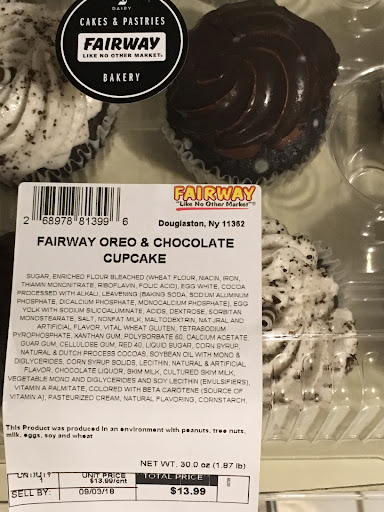 DAIRY
CAKES & PASTRIES
FAIRWAY
LIKE NO OTHER MARKET
BAKERY
2 68978 81399 6
FAIRWAY
"Like No Other Market"
Douglaston, Ny 11362
FAIRWAY OREO & CHOCOLATE
CUPCAKE
SUGAR, ENRICHED FLOUR BLEACHED (WHEAT FLOUR, NIACIN, IRON,
THIAMIN MONONITRATE, RIBOFLAVIN, FOLIC ACID), EGG WHITE, COCOA
PROCESSED WITH ALKALI, LEAVENING (BAKING SODA, SODIUM ALUMINUM
PHOSPHATE, DICALCIUM PHOSPHATE, MONOCALCIUM PHOSPHATE), EGG
YOLK WITH SODIUM SILICOALUMINATE, ACIDS, DEXTROSE, SORBITAN
MONOSTEARATE, SALT, NONFAT MILK, MALTODEXTRIN, NATURAL AND
ARTIFICIAL FLAVOR, VITAL WHEAT GLUTEN, TETRASODIUM
PYROPHOSPHATE, XANTHAN GUM, POLYSORBATE 60, CALCIUM ACETATE,
GUAR GUM, CELLULOSE GUM, RED 40, LIQUID SUGAR, CORN SYRUP,
NATURAL & DUTCH PROCESS COCOAS, SOYBEAN OIL WITH MONO &
DIGLYCERIDES, CORN SYRUP SOLIDS, LECITHIN, NATURAL & ARTIFICIAL
FLAVOR, CHOCOLATE LIQUOR, SKIM MILK, CULTURED SKIM MILK,
VEGETABLE MONO AND DIGLYCERIDES AND SOY LECITHIN (EMULSIFIERS),
VITAMIN A PALMITATE, COLORED WITH BETA CAROTENE (SOURCE OF
VITAMIN A), PASTEURIZED CREAM, NATURAL FLAVORING, CORNSTARCH.
This Product was produced in an environment with peanuts, tree nuts,
milk, eggs, soy and wheat
NET WT. 30.0 oz (1.87 lb)
UNIT PRICE
TOTAL PRICE
$13.99/cnt
SELL BY:
09/03/18
$13.99